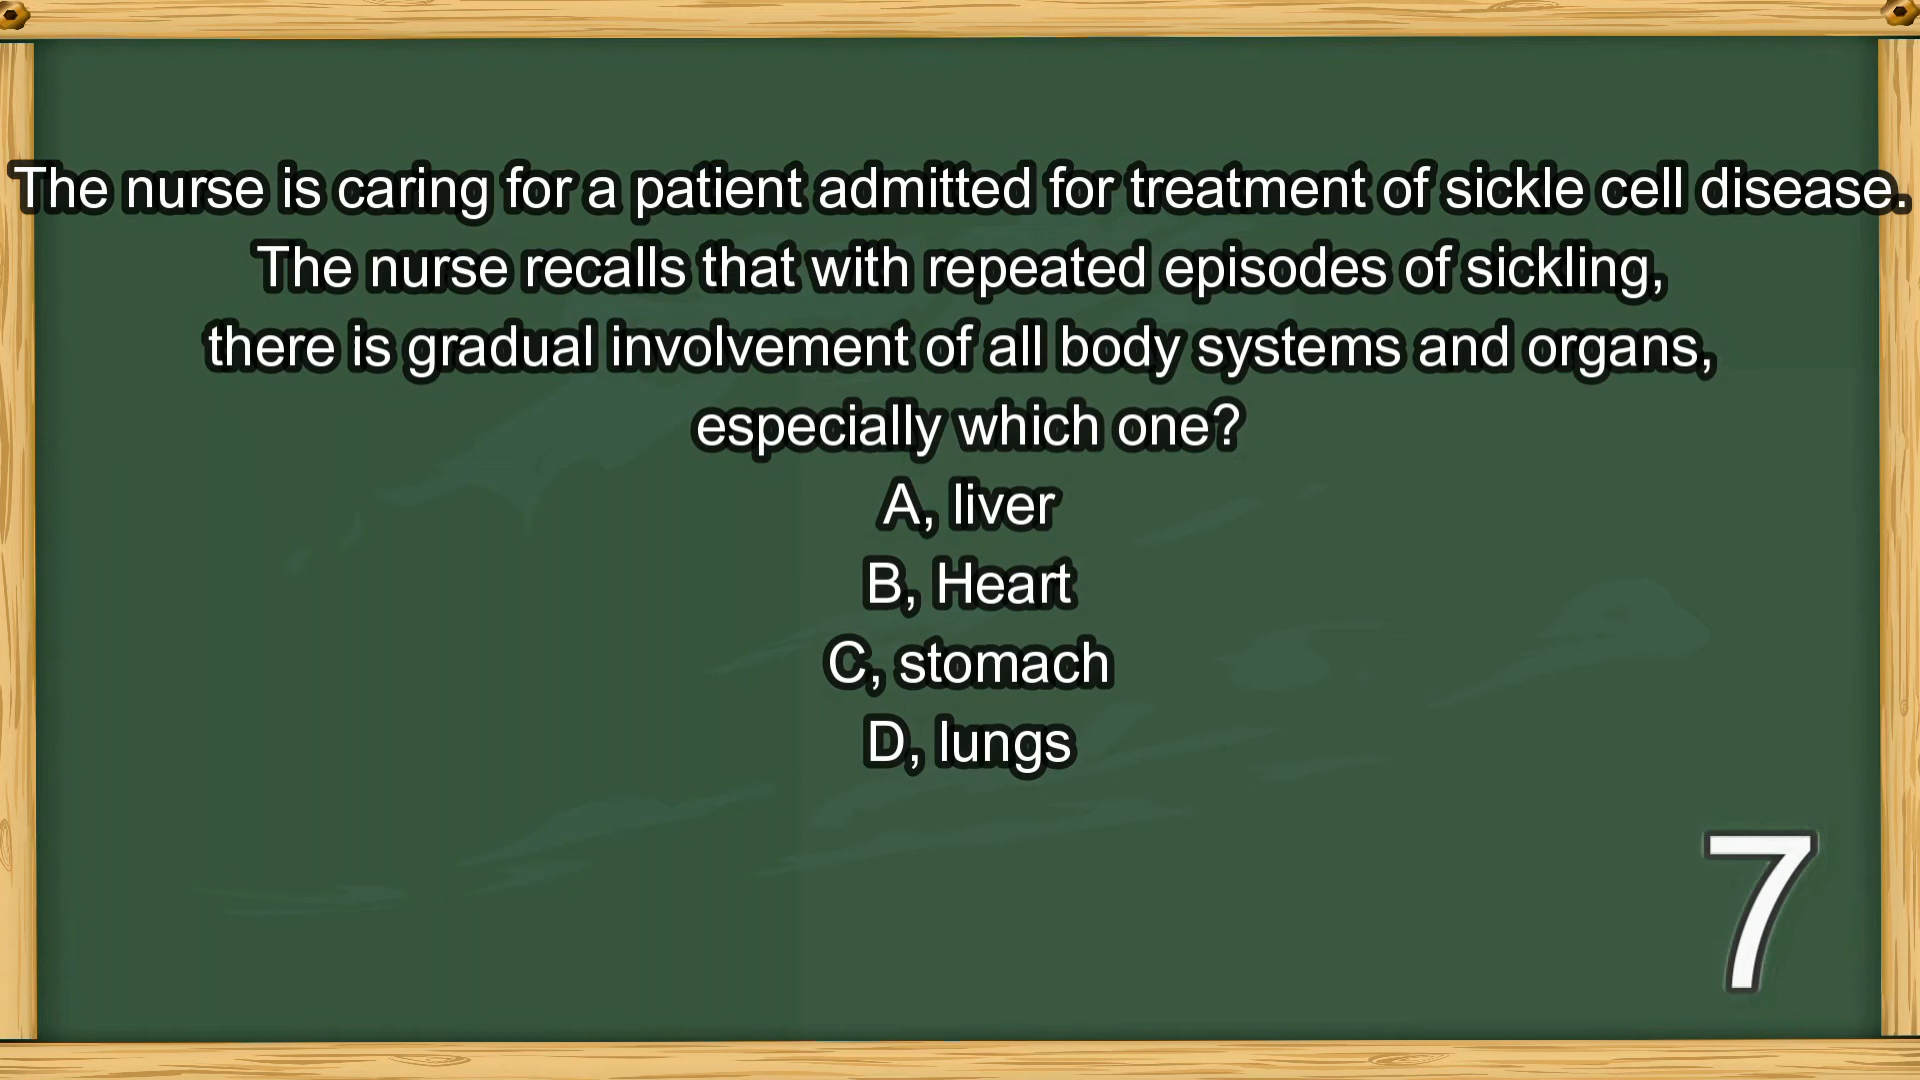 The nurse is caring for a patient admitted for treatment of sickle cell disease.
The nurse recalls that with repeated episodes of sickling,
there is gradual involvement of all body systems and organs,
especially which one?
A, liver
B, Heart
C, stomach
D, lungs
7